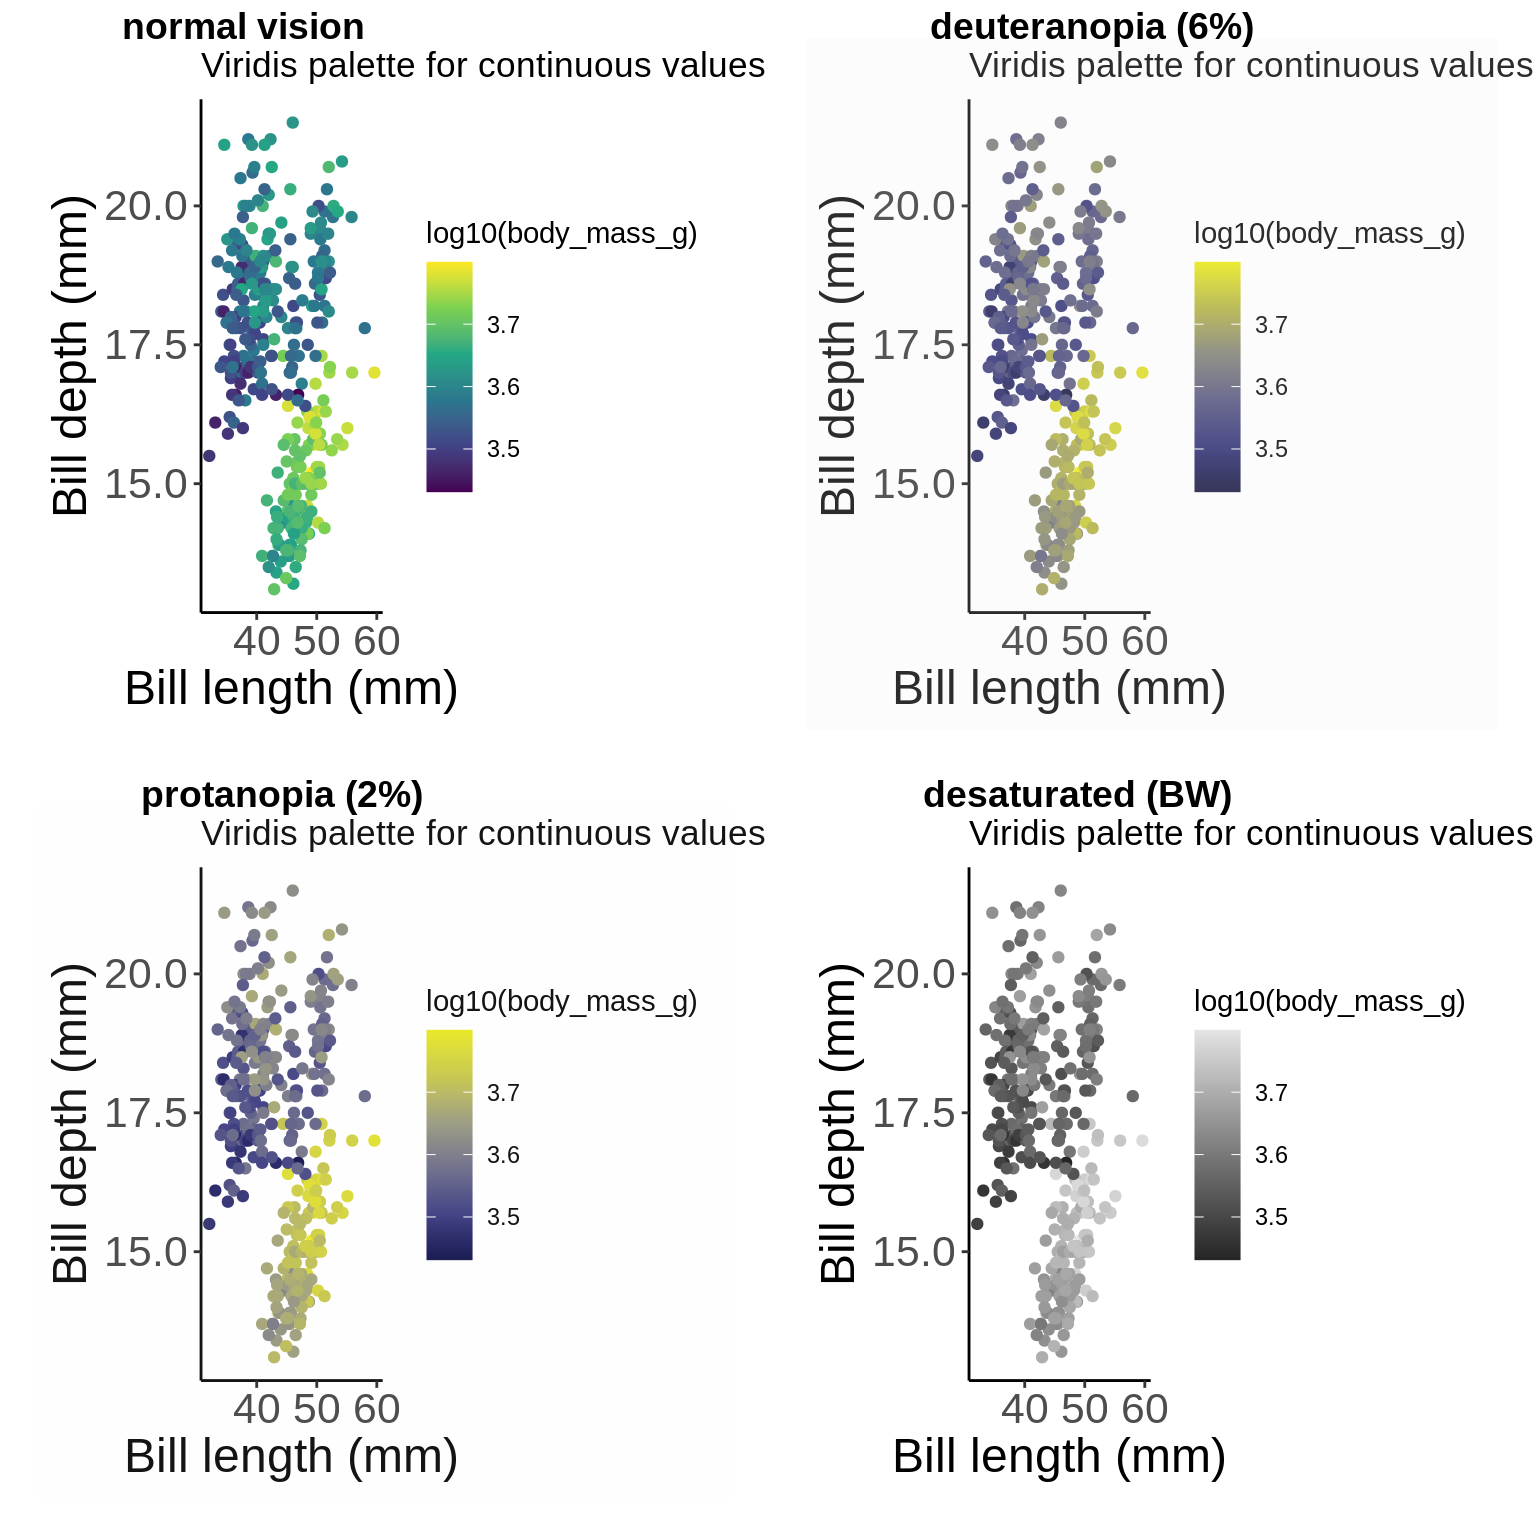 normal vision
Viridis palette for continuous values
Bill depth (mm)
20.0
17.5
15.0
40 50 60
Bill length (mm)
log10(body_mass_g)
3.7
3.6
3.5
deuteranopia (6%)
Viridis palette for continuous values
Bill depth (mm)
20.0
17.5
15.0
40 50 60
Bill length (mm)
log10(body_mass_g)
3.7
3.6
3.5
protanopia (2%)
Viridis palette for continuous values
Bill depth (mm)
20.0
17.5
15.0
40 50 60
Bill length (mm)
log10(body_mass_g)
3.7
3.6
3.5
desaturated (BW)
Viridis palette for continuous values
Bill depth (mm)
20.0
17.5
15.0
40 50 60
Bill length (mm)
log10(body_mass_g)
3.7
3.6
3.5